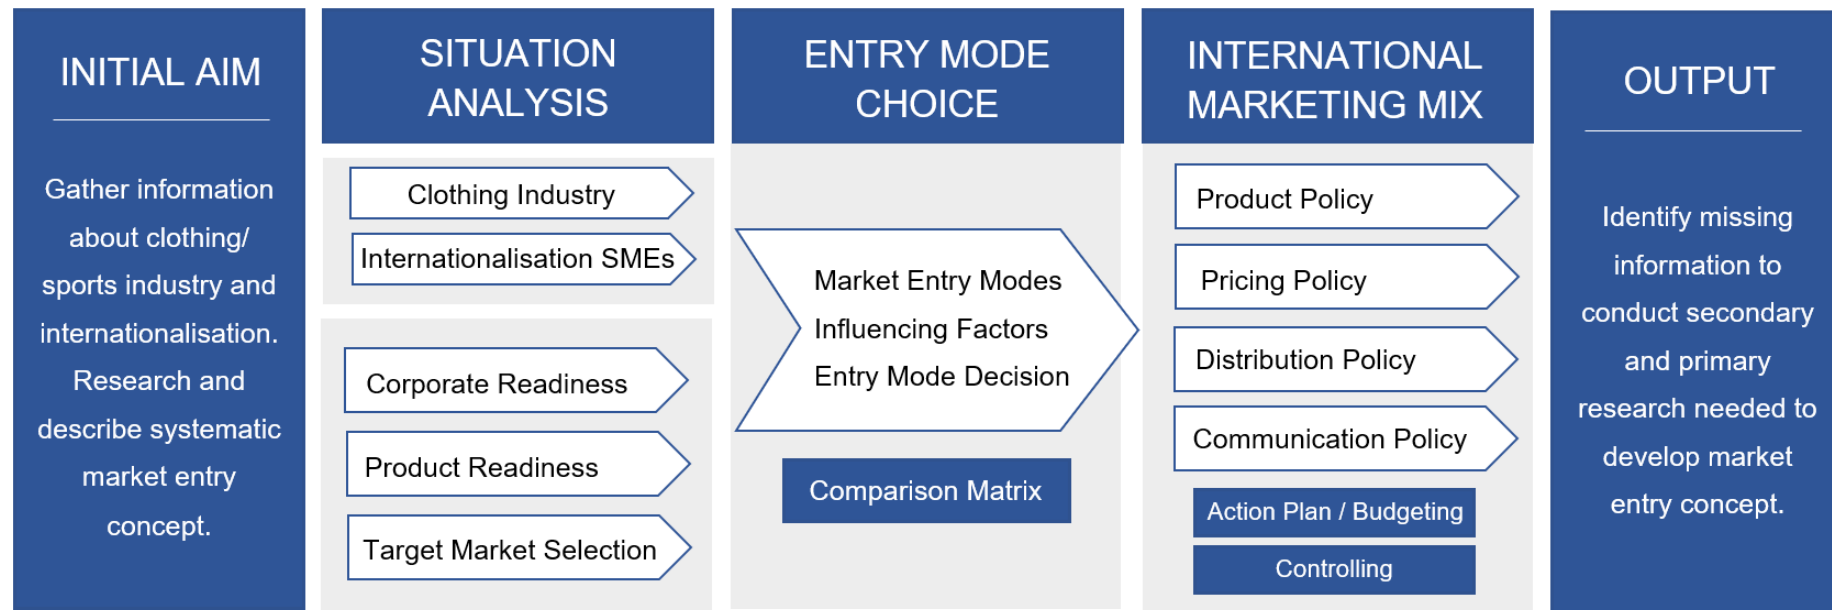 INITIAL AIM
Gather information
about clothing/
sports industry and
internationalisation.
Research and
describe systematic
market entry
concept.
SITUATION
ANALYSIS
Clothing Industry
Internationalisation SMEs
Corporate Readiness
Product Readiness
Target Market Selection
ENTRY MODE
CHOICE
Market Entry Modes
Influencing Factors
Entry Mode Decision
Comparison Matrix
INTERNATIONAL
MARKETING MIX
Product Policy
Pricing Policy
Distribution Policy
Communication Policy
Action Plan / Budgeting
Controlling
OUTPUT
Identify missing
information to
conduct secondary
and primary
research needed to
develop market
entry concept.